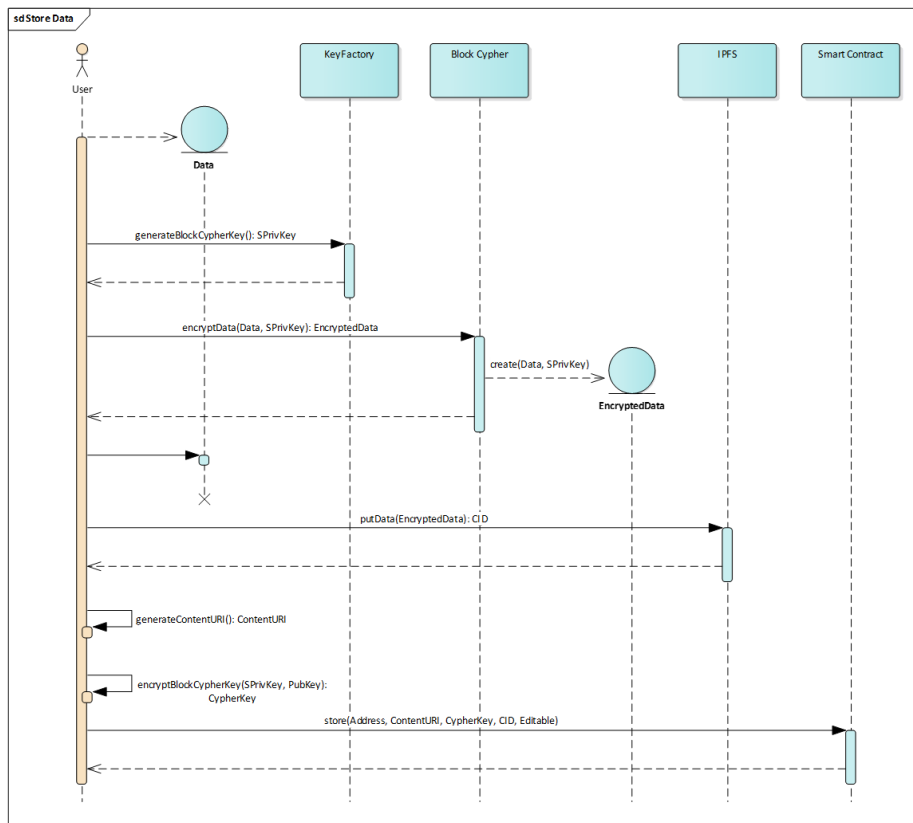 sd Store Data
User
KeyFactory
Block Cypher
IPFS
Smart Contract
Data
generateBlockCypherKey(): SPrivKey
encryptData(Data, SPrivKey): EncryptedData
create(Data, SPrivKey)
EncryptedData
putData(EncryptedData): CID
generateContentURI(): ContentURI
encryptBlockCypherKey(SPrivKey, PubKey):
CypherKey
store(Address, ContentURI, CypherKey, CID, Editable)